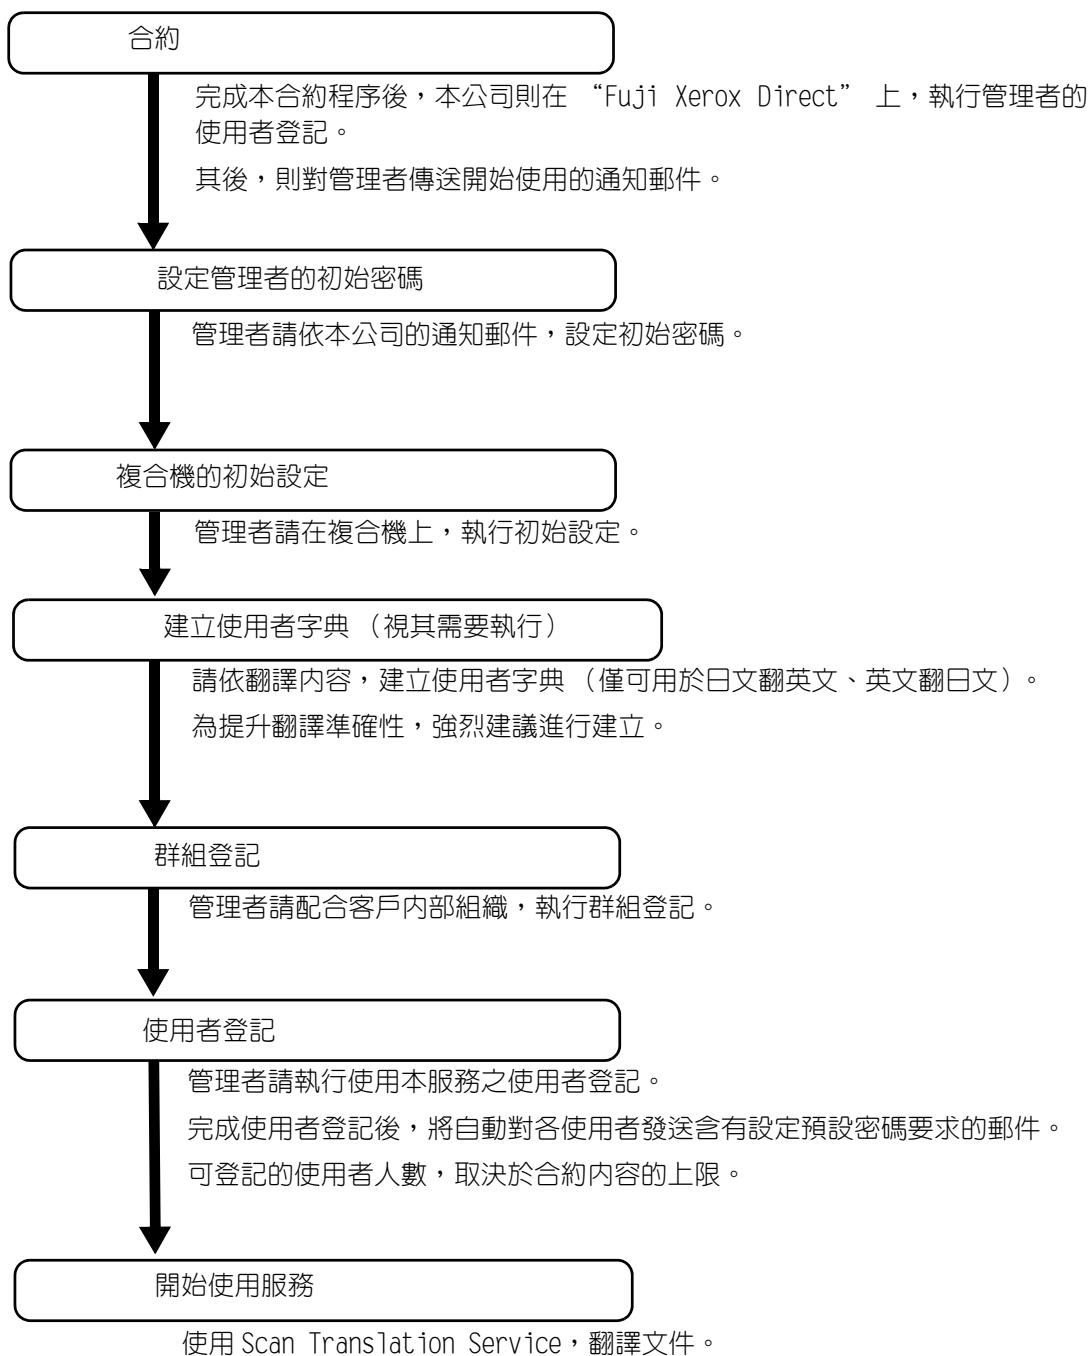 合約
完成本合約程序後，本公司則在 “Fuji Xerox Direct” 上，執行管理者的
使用者登記。
其後，則對管理者傳送開始使用的通知郵件。
設定管理者的初始密碼
管理者請依本公司的通知郵件，設定初始密碼。
複合機的初始設定
管理者請在複合機上，執行初始設定。
建立使用者字典 （視其需要執行）
請依翻譯內容，建立使用者字典 （僅可用於日文翻英文、英文翻日文）。
為提升翻譯準確性，強烈建議進行建立。
群組登記
管理者請配合客戶內部組織，執行群組登記。
使用者登記
管理者請執行使用本服務之使用者登記。
完成使用者登記後，將自動對各使用者發送含有設定預設密碼要求的郵件。
可登記的使用者人數，取決於合約內容的上限。
開始使用服務
使用 Scan Translation Service，翻譯文件。